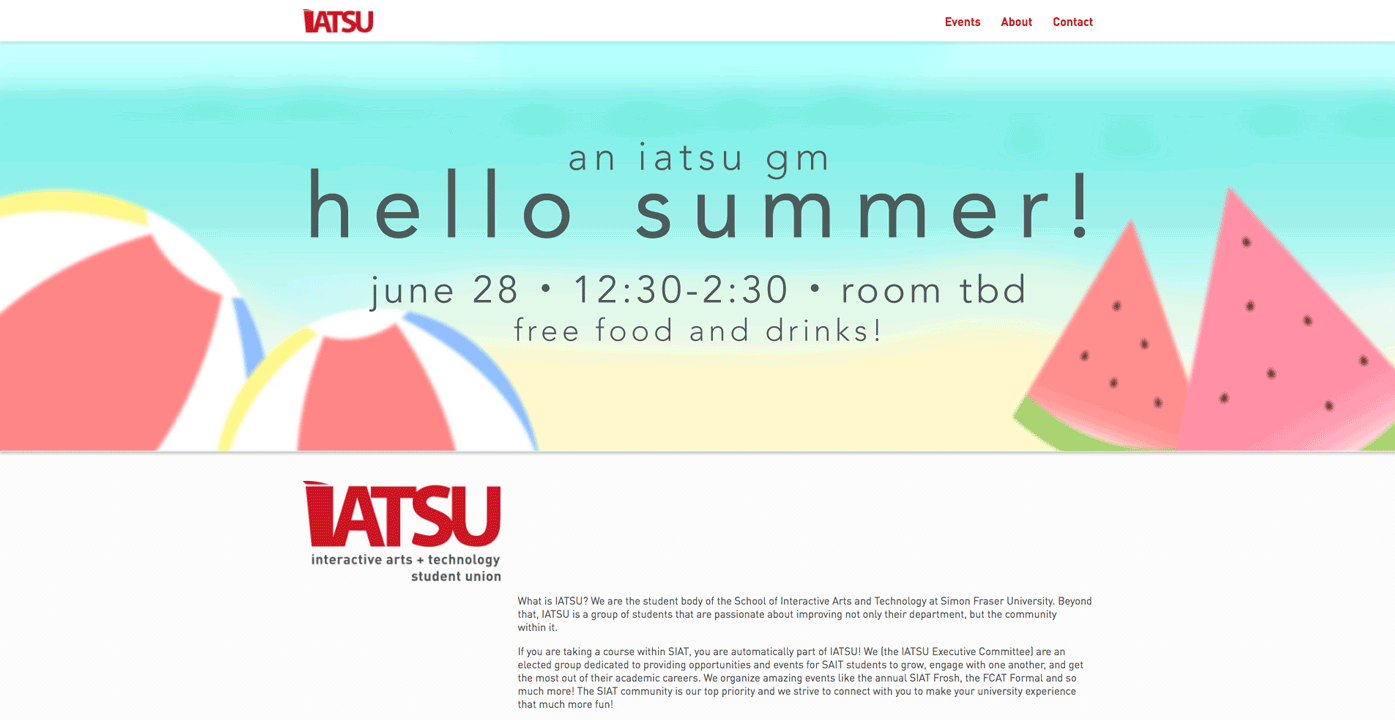 IATSU
Events About Contact
an iatsu gm
hello summer!
june 28 • 12:30-2:30 • room tbd
free food and drinks!
IATSU
interactive arts + technology
student union
What is IATSU? We are the student body of the School of Interactive Arts and Technology at Simon Fraser University. Beyond
that, IATSU is a group of students that are passionate about improving not only their department, but the community
within it.
If you are taking a course within SIAT, you are automatically part of IATSU! We (the IATSU Executive Committee) are an
elected group dedicated to providing opportunities and events for SAIT students to grow, engage with one another, and get
the most out of their academic careers. We organize amazing events like the annual SIAT Frosh, the FCAT Formal and so
much more! The SIAT community is our top priority and we strive to connect with you to make your university experience
that much more fun!